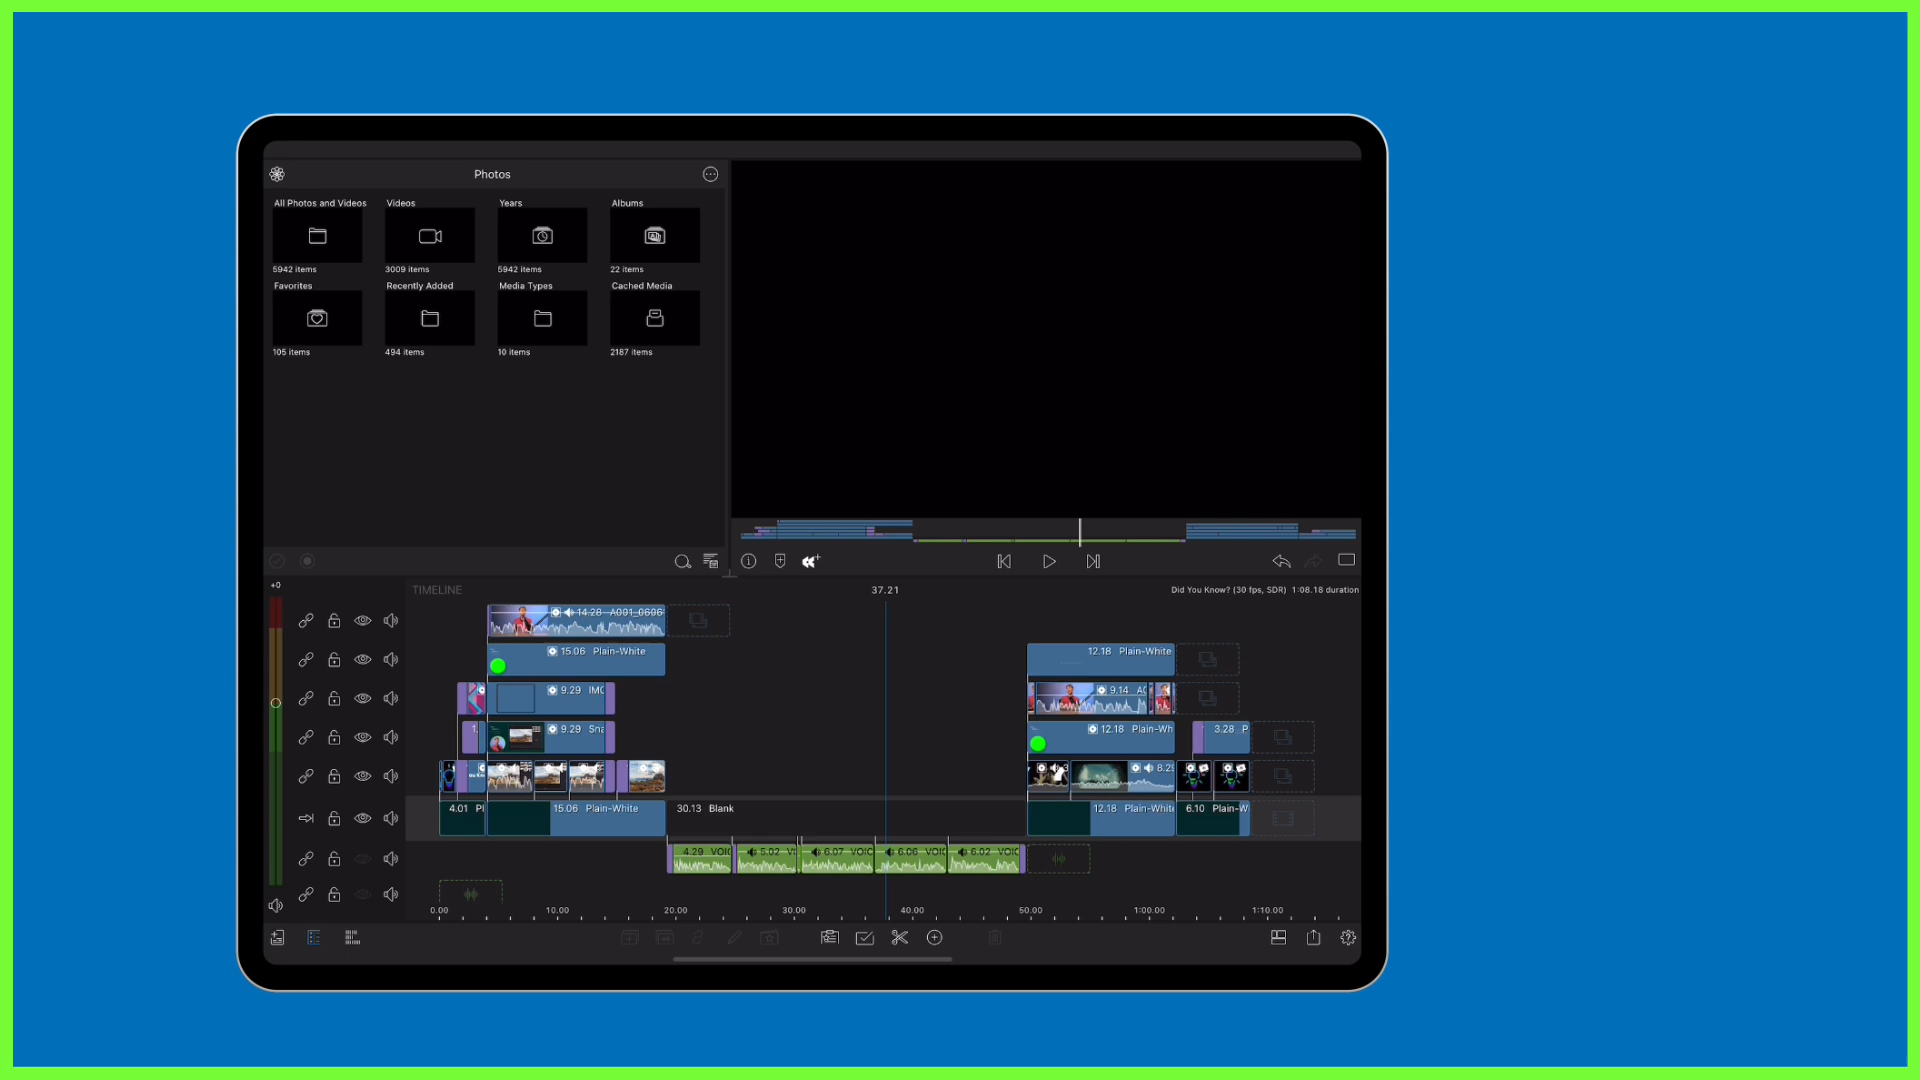 Photos
All Photos and Videos
Videos
Years
Albums
5942 items
3009 items
5942 items
22 items
Favorites
Recently Added
Media Types
Cached Media
105 items
494 items
10 items
2187 items
+0
TIMELINE
37.21
Did You Know? (30 fps, SDR) 1:08.18 duration
14.28 A001_0606
15.06 Plain-White
12.18 Plain-White
9.29 IMG
9.14
1.
9.29 Sna
12.18 Plain-Wh
3.28 P
8.29
4.01 Pl
15.06 Plain-White
30.13 Blank
12.18 Plain-White
6.10 Plain-W
4.29 VOIC
5.02 VO
6.07 VOIC
6.06 VOIC
6.02 VOIC
0.00
10.00
20.00
30.00
40.00
50.00
1:00.00
1:10.00